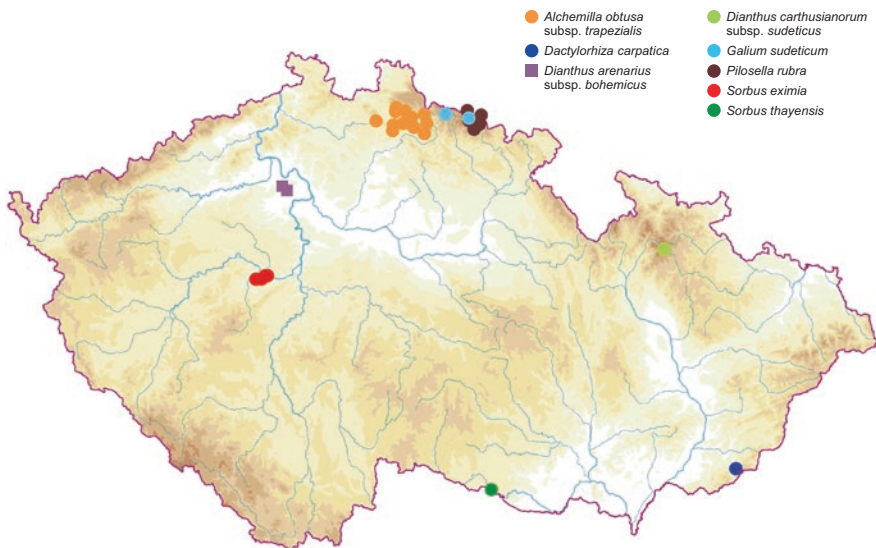 Alchemilla obtusa
subsp. trapezialis
Dactylorhiza carpatica
Dianthus arenarius
subsp. bohemicus
Dianthus carthusianorum
subsp. sudeticus
Galium sudeticum
Pilosella rubra
Sorbus eximia
Sorbus thayensis